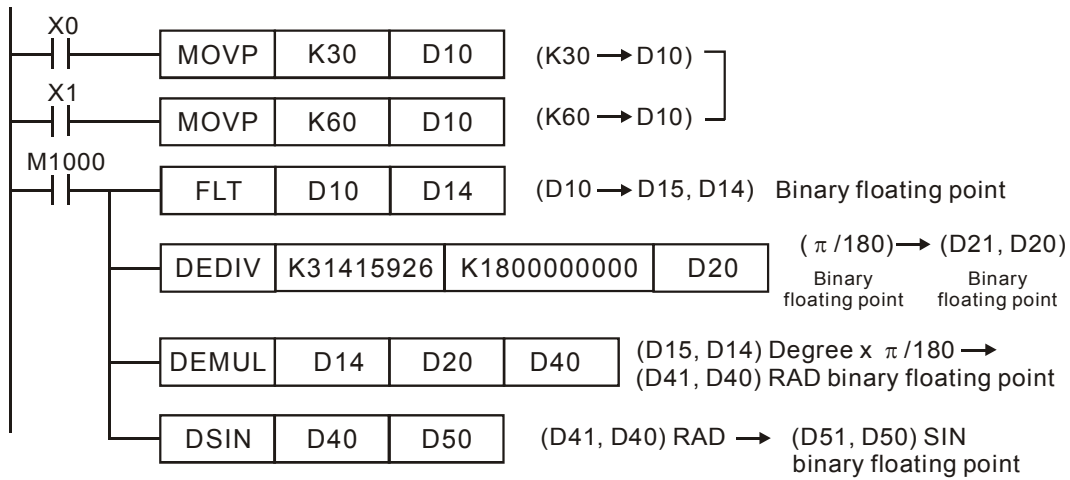 X0
MOVP K30 D10 (K30 → D10)
X1
MOVP K60 D10 (K60 → D10)
M1000
FLT D10 D14 (D10 → D15, D14) Binary floating point
DEDIV K31415926 K1800000000 D20 ( π /180) → (D21, D20)
Binary Binary
floating point floating point
DEMUL D14 D20 D40 (D15, D14) Degree x π /180 →
(D41, D40) RAD binary floating point
DSIN D40 D50 (D41, D40) RAD → (D51, D50) SIN
binary floating point